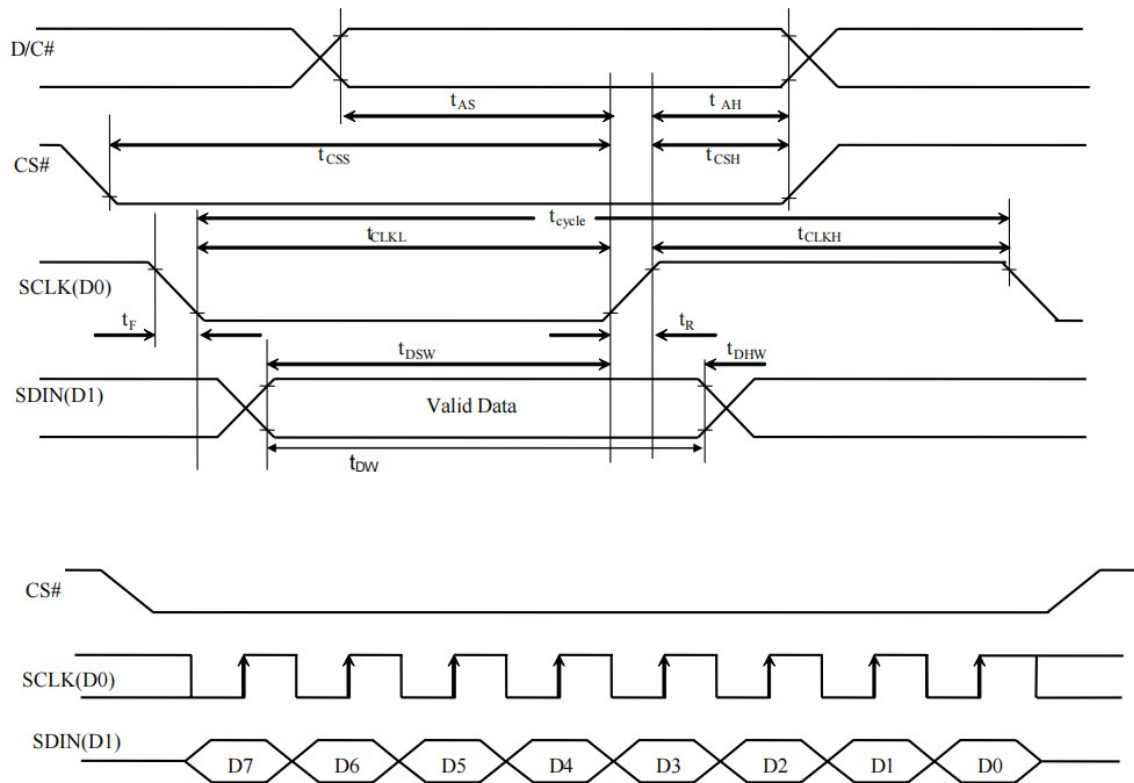 D/C#
tAS
t AH
CS#
tCSS
tCSH
tcycle
tCLKL
tCLKH
SCLK(D0)
tF
tR
tDSW
tDHW
SDIN(D1)
Valid Data
tDW
CS#
SCLK(D0)
SDIN(D1)
D7 D6 D5 D4 D3 D2 D1 D0